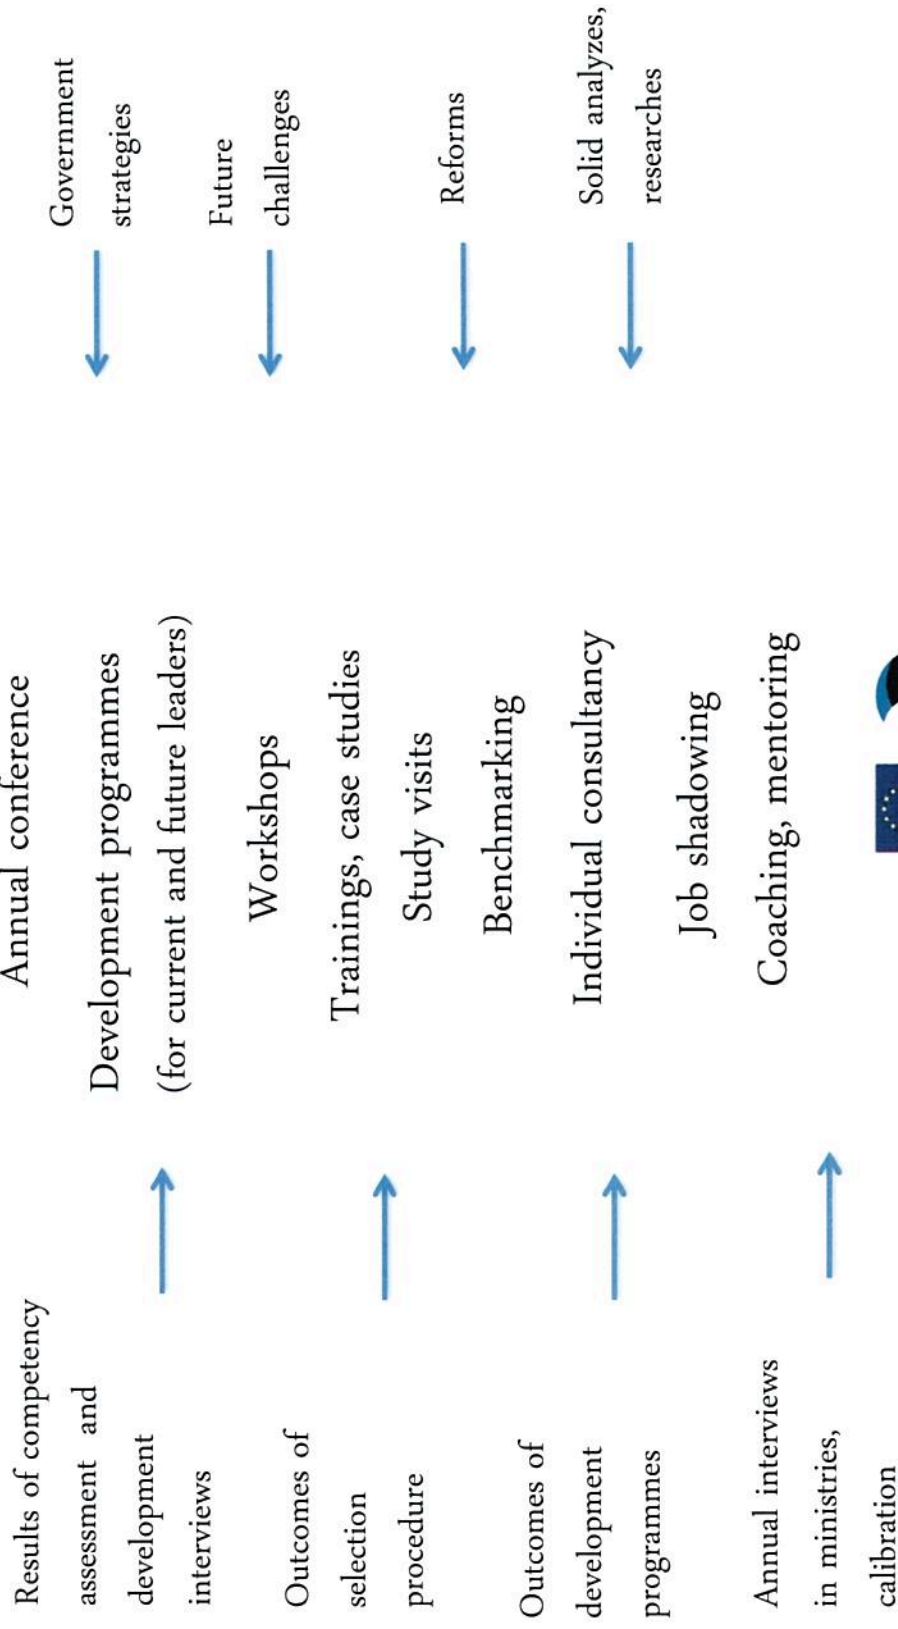 Results of competency
assessment and
development
interviews
Outcomes of
selection
procedure
Outcomes of
development
programmes
Annual interviews
in ministries,
calibration
Annual conference
Development programmes
(for current and future leaders)
Workshops
Trainings, case studies
Study visits
Benchmarking
Individual consultancy
Job shadowing
Coaching, mentoring
Government
strategies
Future
challenges
Reforms
Solid analyzes,
researches